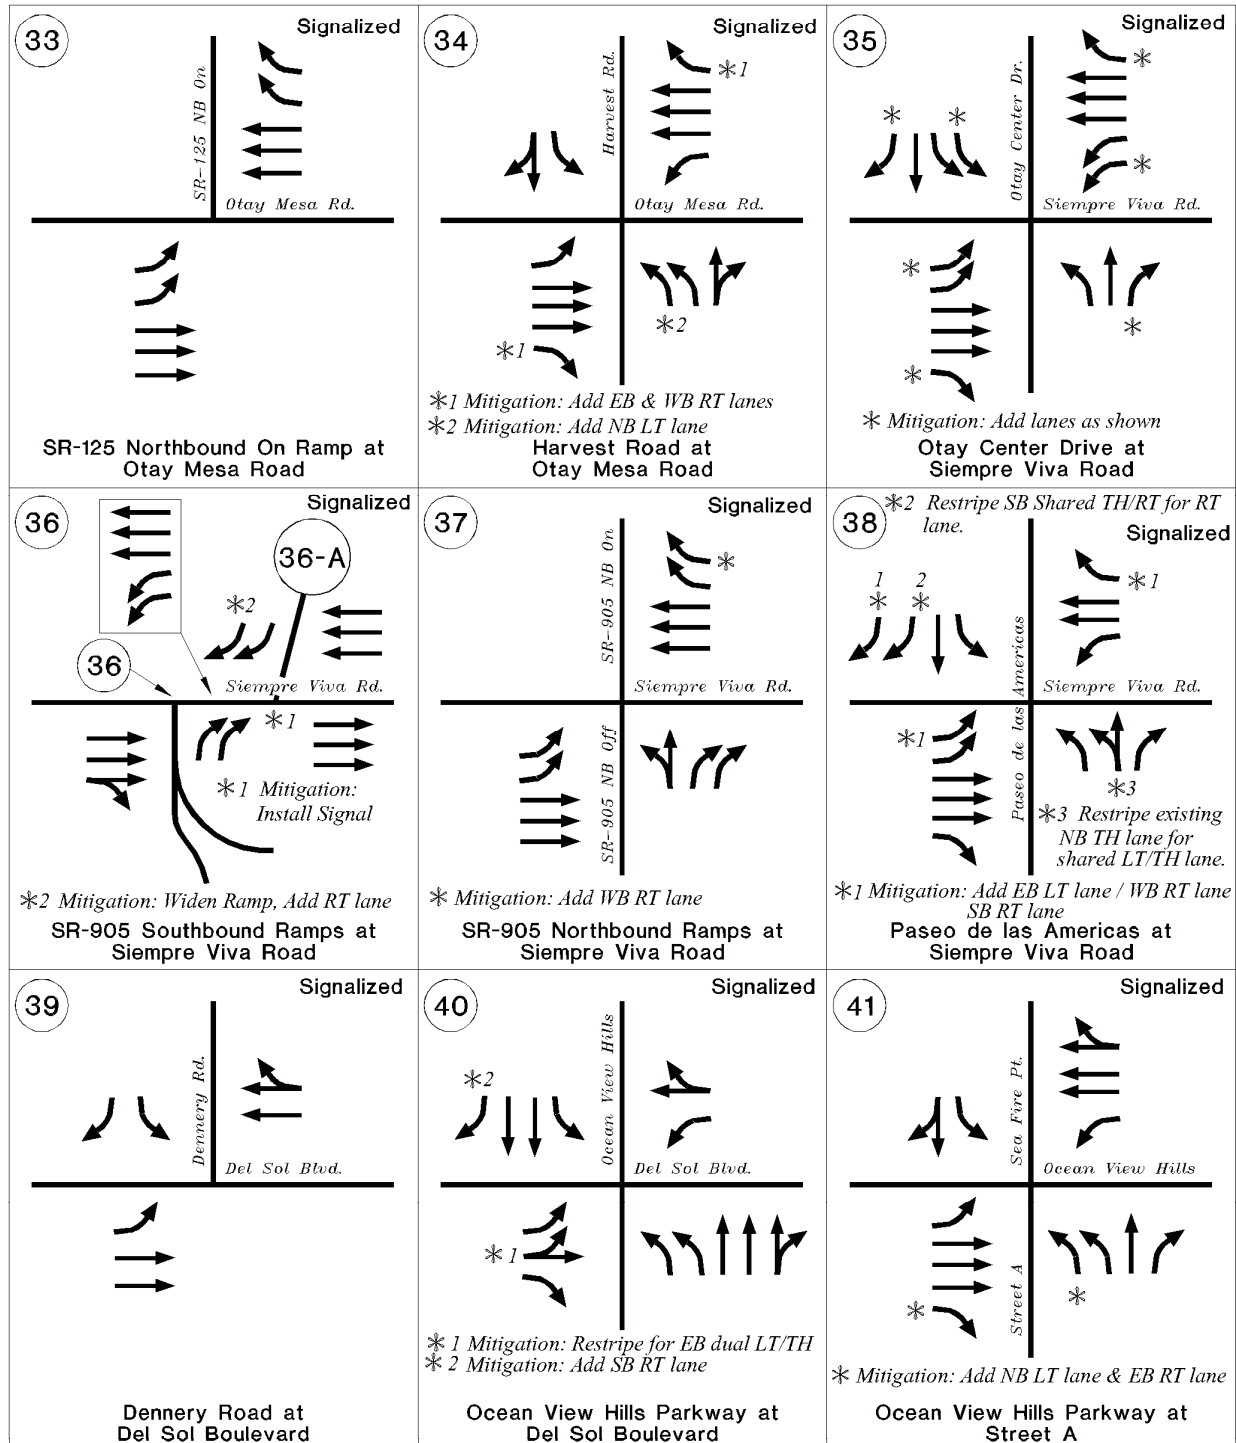 33
Signalized
SR-125 NB On
Otay Mesa Rd.
SR-125 Northbound On Ramp at
Otay Mesa Road
34
Signalized
Harvest Rd.
✻1
Otay Mesa Rd.
✻2
✻1
✻1 Mitigation: Add EB & WB RT lanes
✻2 Mitigation: Add NB LT lane
Harvest Road at
Otay Mesa Road
35
Signalized
Otay Center Dr.
✻
✻ ✻
✻
Siempre Viva Rd.
✻
✻
✻
✻ Mitigation: Add lanes as shown
Otay Center Drive at
Siempre Viva Road
36
Signalized
36-A
✻2
36
Siempre Viva Rd.
✻1
✻1 Mitigation:
Install Signal
✻2 Mitigation: Widen Ramp, Add RT lane
SR-905 Southbound Ramps at
Siempre Viva Road
37
Signalized
SR-905 NB On
✻
Siempre Viva Rd.
SR-905 NB Off
✻ Mitigation: Add WB RT lane
SR-905 Northbound Ramps at
Siempre Viva Road
✻2 Restripe SB Shared TH/RT for RT
lane.
38
Signalized
1 2
✻ ✻
✻1
Paseo de las Americas
Siempre Viva Rd.
✻1
✻3
✻3 Restripe existing
NB TH lane for
shared LT/TH lane.
✻1 Mitigation: Add EB LT lane / WB RT lane
SB RT lane
Paseo de las Americas at
Siempre Viva Road
39
Signalized
Dennery Rd.
Del Sol Blvd.
Dennery Road at
Del Sol Boulevard
40
Signalized
Ocean View Hills
✻2
Del Sol Blvd.
✻1
✻1 Mitigation: Restripe for EB dual LT/TH
✻2 Mitigation: Add SB RT lane
Ocean View Hills Parkway at
Del Sol Boulevard
41
Signalized
Sea Fire Pt.
Ocean View Hills
Street A
✻
✻
✻ Mitigation: Add NB LT lane & EB RT lane
Ocean View Hills Parkway at
Street A